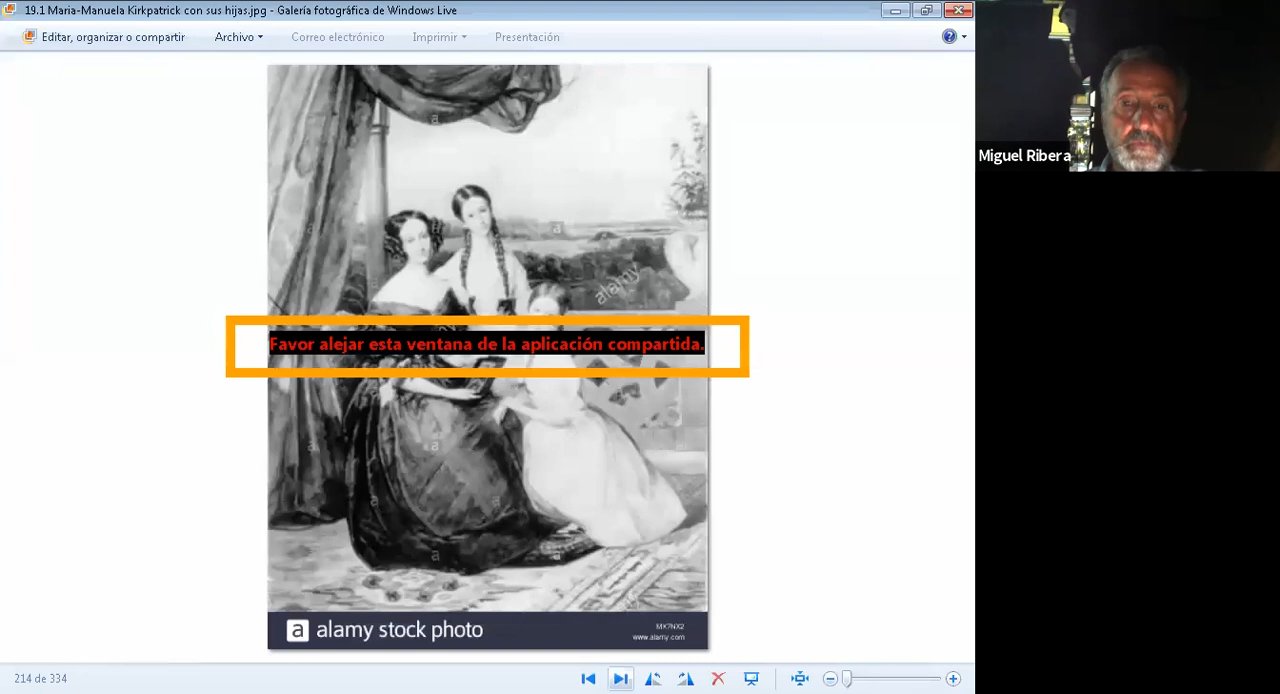 19.1 Maria-Manuela Kirkpatrick con sus hijas.jpg - Galería fotográfica de Windows Live
Editar, organizar o compartir Archivo Correo electrónico Imprimir Presentación
Miguel Ribera
a
a
a
alamy
Favor alejar esta ventana de la aplicación compartida.
a
a
a
a
a
a
a alamy stock photo
MX7NX2
www.alamy.com
214 de 334